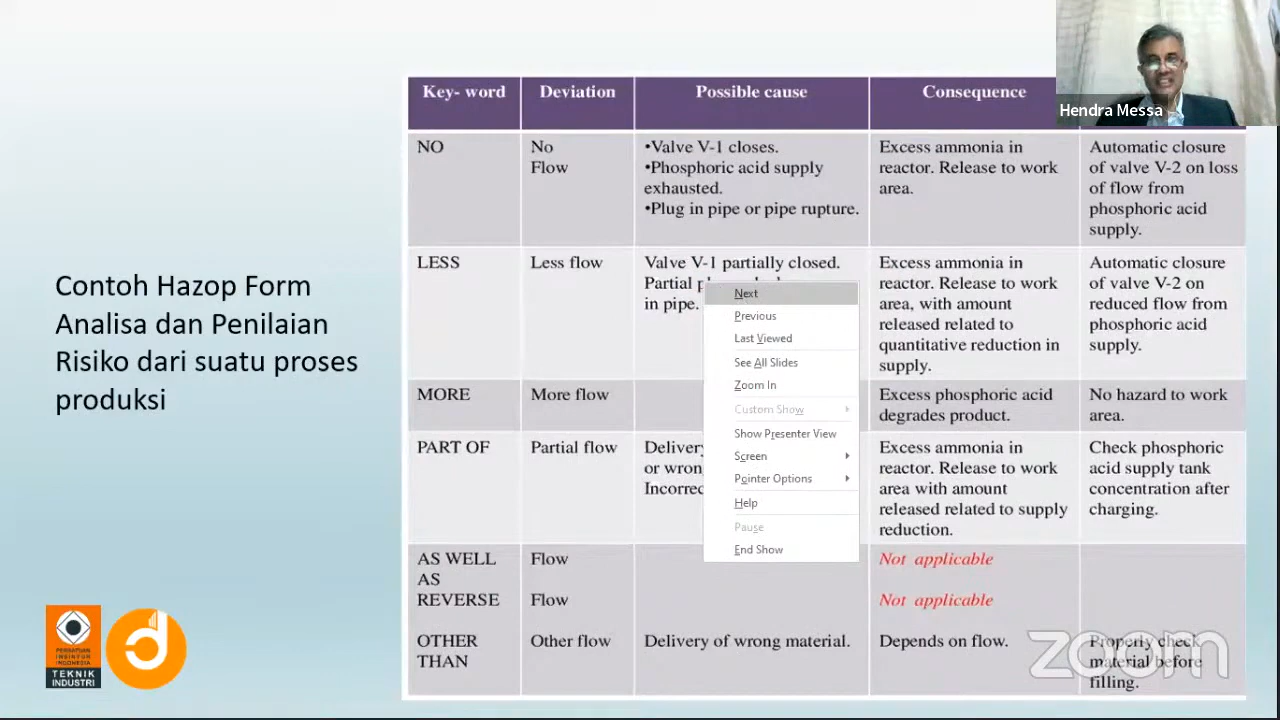 Hendra Messa
Contoh Hazop Form
Analisa dan Penilaian
Risiko dari suatu proses
produksi
Key- word
Deviation
Possible cause
Consequence
NO
No
Flow
•Valve V-1 closes.
•Phosphoric acid supply
exhausted.
•Plug in pipe or pipe rupture.
Excess ammonia in
reactor. Release to work
area.
Automatic closure
of valve V-2 on loss
of flow from
phosphoric acid
supply.
LESS
Less flow
Valve V-1 partially closed.
Partial
in pipe.
Excess ammonia in
reactor. Release to work
area, with amount
released related to
quantitative reduction in
supply.
Automatic closure
of valve V-2 on
reduced flow from
phosphoric acid
supply.
MORE
More flow
Excess phosphoric acid
degrades product.
No hazard to work
area.
PART OF
Partial flow
Delivery
or wrong
Incorrec
Excess ammonia in
reactor. Release to work
area with amount
released related to supply
reduction.
Check phosphoric
acid supply tank
concentration after
charging.
AS WELL
AS
Flow
Not applicable
REVERSE
Flow
Not applicable
OTHER
THAN
Other flow
Delivery of wrong material.
Depends on flow.
Properly check
material before
filling.
Next
Previous
Last Viewed
See All Slides
Zoom In
Custom Show
Show Presenter View
Screen
Pointer Options
Help
Pause
End Show
PERSATUAN
INSINYUR
INDONESIA
TEKNIK
INDUSTRI
zoom